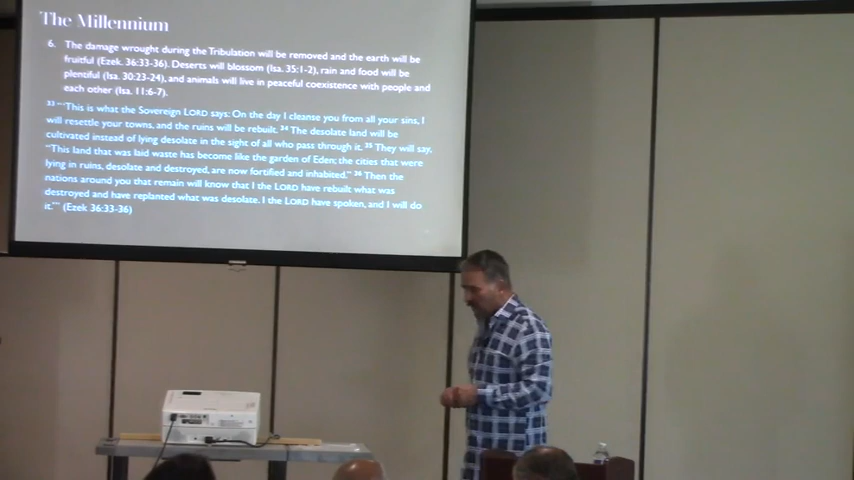 The Millennium
6. The damage wrought during the Tribulation will be removed and the earth will be
fruitful (Ezek. 36:33-36). Deserts will blossom (Isa. 35:1-2), rain and food will be
plentiful (Isa. 30:23-24), and animals will live in peaceful coexistence with people and
each other (Isa. 11:6-7).
33 "'This is what the Sovereign LORD says: On the day I cleanse you from all your sins, I
will resettle your towns, and the ruins will be rebuilt. 34 The desolate land will be
cultivated instead of lying desolate in the sight of all who pass through it. 35 They will say,
"This land that was laid waste has become like the garden of Eden; the cities that were
lying in ruins, desolate and destroyed, are now fortified and inhabited." 36 Then the
nations around you that remain will know that I the LORD have rebuilt what was
destroyed and have replanted what was desolate. I the LORD have spoken, and I will do
it.'" (Ezek 36:33-36)